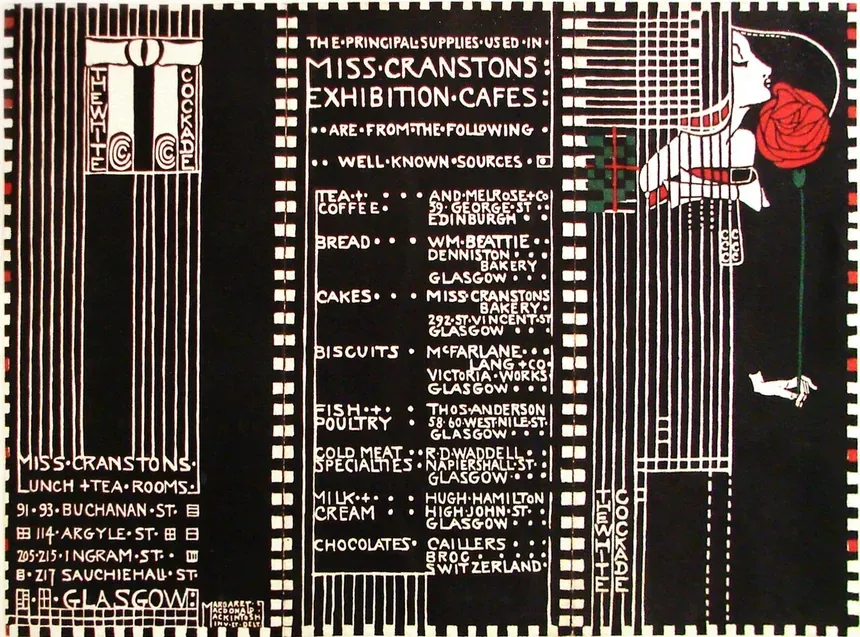 THE WHITE
COCKADE
C C
MISS·CRANSTONS·
LUNCH + TEA·ROOMS·
91·93·BUCHANAN·ST·
114·ARGYLE·ST·
205·215·INGRAM·ST··
217 SAUCHIEHALL·ST·
GLASGOW:
MARGARET·
MACDONALD·
MACKINTOSH
INV·ET·DELT
THE·PRINCIPAL·SUPPLIES·USED·IN·
MISS·CRANSTONS:
EXHIBITION·CAFES:
··ARE·FROM·THE·FOLLOWING·
··WELL·KNOWN·SOURCES·
TEA·+···AND·MELROSE+Co
COFFEE·39·GEORGE·ST··
EDINBURGH··
BREAD···WM·BEATTIE··
DENNISTON··
BAKERY
GLASGOW···
CAKES···MISS·CRANSTONS
BAKERY·
292·ST·VINCENT·ST
GLASGOW···
BISCUITS·McFARLANE···
LANG+CO·
VICTORIA·WORKS
GLASGOW···
FISH·+··THOS·ANDERSON
POULTRY·58·60·WEST·NILE·ST·
GLASGOW···
COLD MEAT··R·D·WADDELL··
SPECIALTIES·NAPIERSHALL·ST·
GLASGOW···
MILK·+··HUGH·HAMILTON
CREAM··HIGH·JOHN·ST··
GLASGOW···
CHOCOLATES·CAILLERS···
BROC····
SWITZERLAND·
C C
C C
C C
THE WHITE
COCKADE